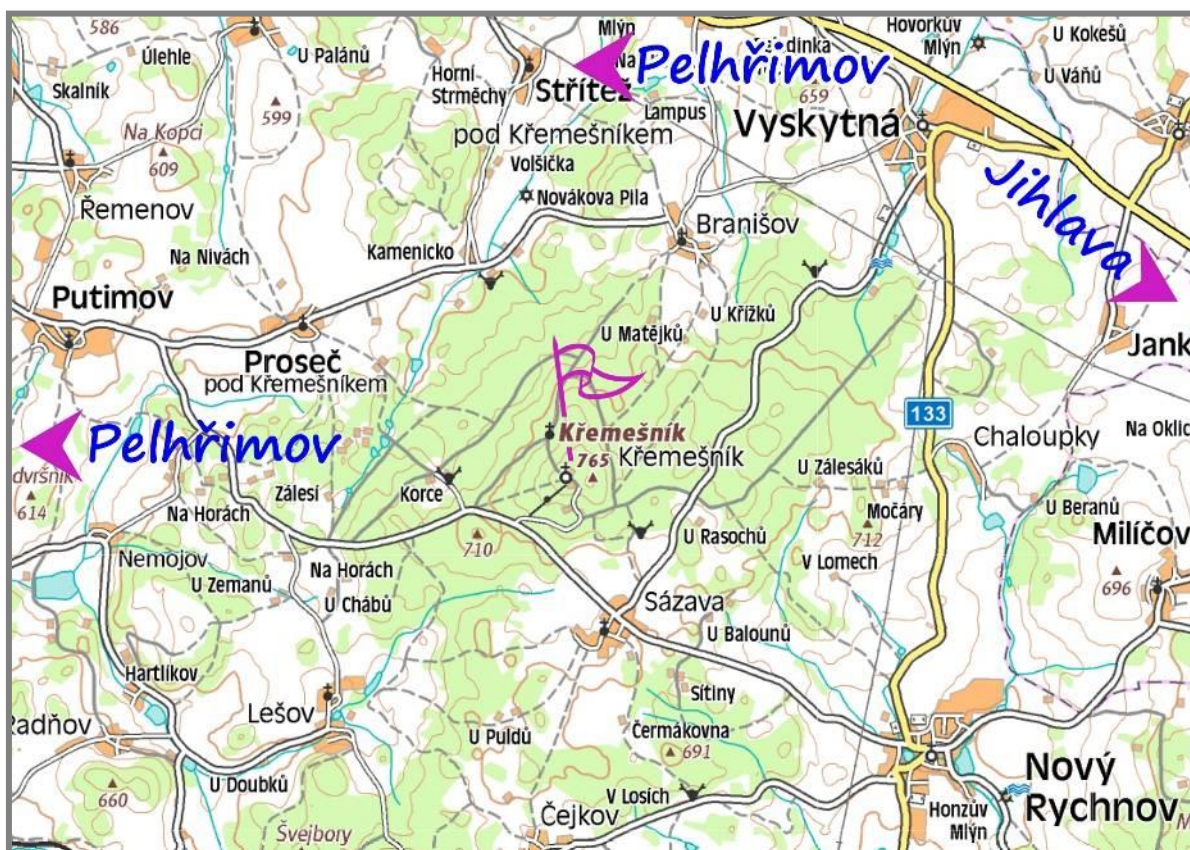 586
Úlehle
U Palánů
Skalník
Na Kopci
609
599
Řemenov
Na Nivách
Putimov
Proseč
pod Křemešníkem
Kamenicko
Horní
Strměchy
Mlýn
Na
Střítež
pod Křemešníkem
Pelhřimov
Lampus
Volšička
Novákova Pila
659
Vyskytná
Hovorkův
Mlýn
U Kokešů
U Váňů
Jihlava
Branišov
U Křížků
U Matějků
Křemešník
765
Křemešník
133
Chaloupky
Na Oklic
Jank
Pelhřimov
614
Na Horách
Zálesí
Korce
710
U Rasochů
U Zálesáků
Močáry
712
V Lomech
U Beranů
Milíčov
696
Nemojov
U Zemanů
Na Horách
U Chábů
Sázava
U Balounů
Hartlíkov
Lešov
Sítiny
Čermákovna
691
U Puldů
U Doubků
660
Švejbory
Čejkov
V Losích
Nový
Rychnov
Honzův
Mlýn